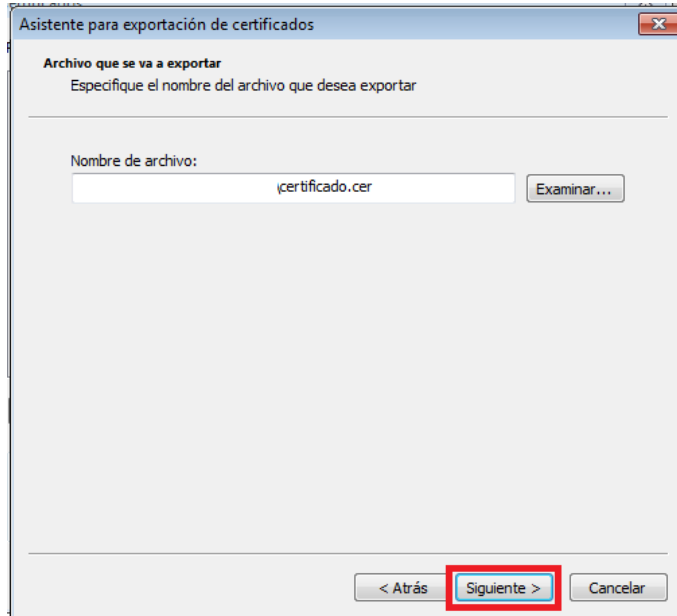 Asistente para exportación de certificados
Archivo que se va a exportar
Especifique el nombre del archivo que desea exportar
Nombre de archivo:
\certificado.cer
Examinar...
< Atrás
Siguiente >
Cancelar